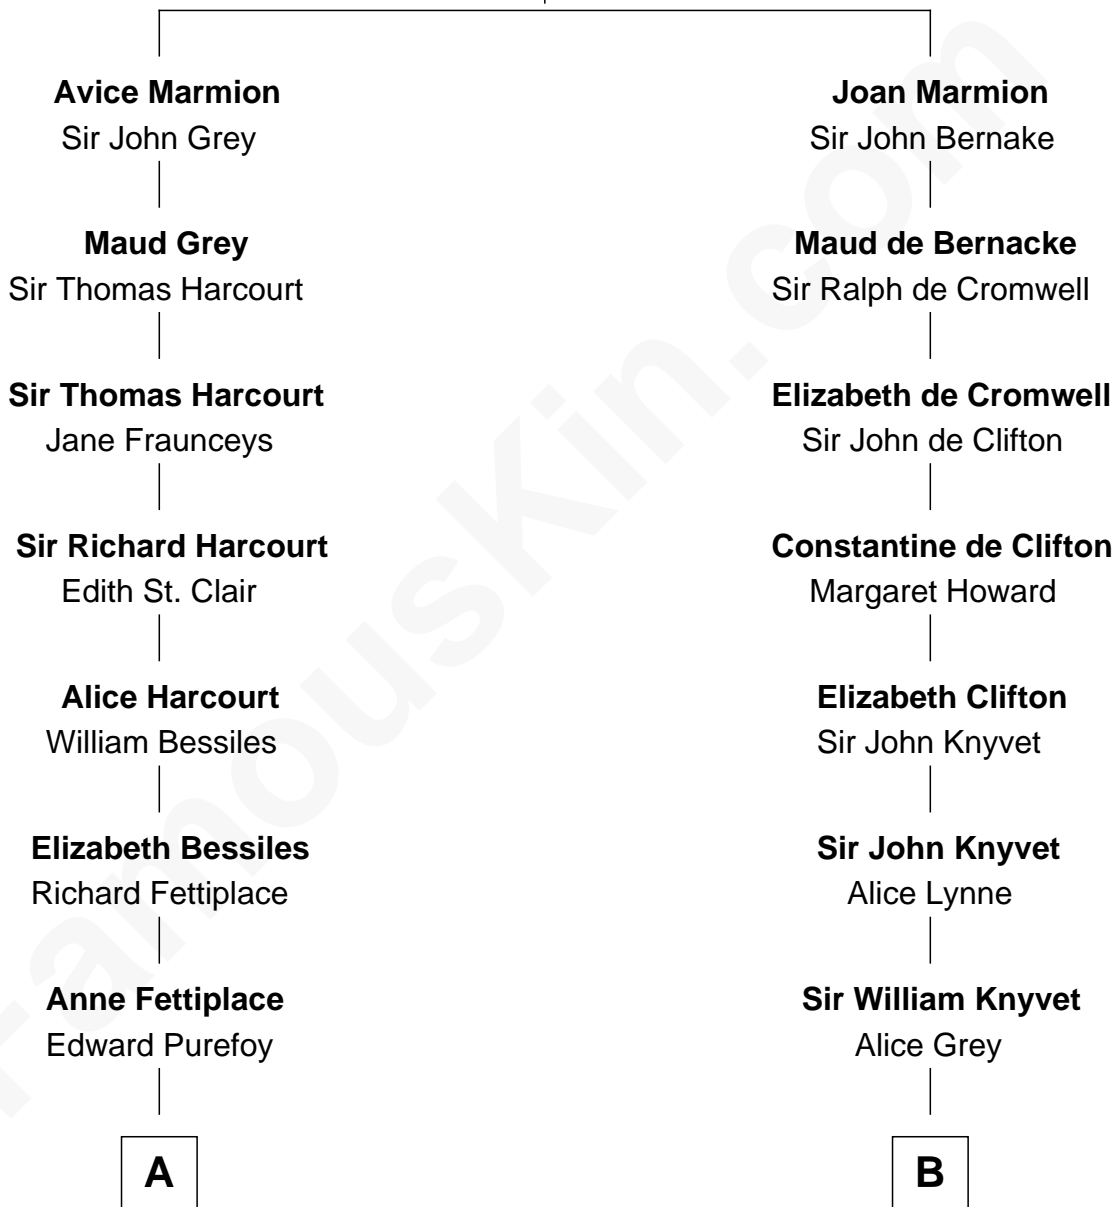 Avice Marmion
Sir John Grey
Maud Grey
Sir Thomas Harcourt
Sir Thomas Harcourt
Jane Fraunceys
Sir Richard Harcourt
Edith St. Clair
Alice Harcourt
William Bessiles
Elizabeth Bessiles
Richard Fettiplace
Anne Fettiplace
Edward Purefoy
A
Joan Marmion
Sir John Bernake
Maud de Bernacke
Sir Ralph de Cromwell
Elizabeth de Cromwell
Sir John de Clifton
Constantine de Clifton
Margaret Howard
Elizabeth Clifton
Sir John Knyvet
Sir John Knyvet
Alice Lynne
Sir William Knyvet
Alice Grey
B
FamousKin.com